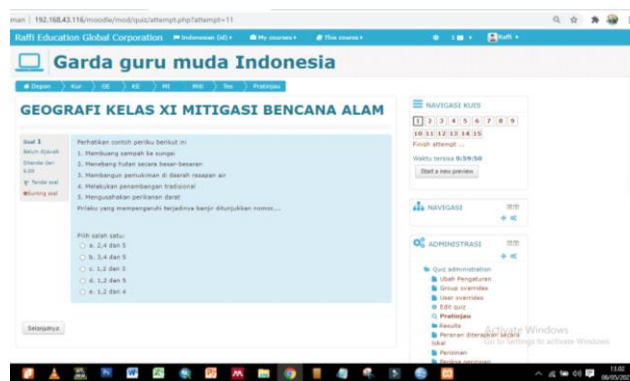 192.168.43.116/moodle/mod/quiz/attempt.php?attempt=11
Raffi Education Global Corporation Indonesian (id) My courses This course
Garda guru muda Indonesia
Depan Kur GE KE MI Miti Tes Pratinjau
GEOGRAFI KELAS XI MITIGASI BENCANA ALAM
Soal 1
Belum dijawab
Ditandai dari
Tandai soal
Sunting soal
Perhatikan contoh periku berikut ini
1. Membuang sampah ke sungai
2. Menebang hutan secara besar-besaran
3. Membangun pemukiman di daerah resapan air
4. Melakukan penambangan tradisional
5. Mengusahakan perikanan darat
Prilaku yang mempengaruhi terjadinya banjir ditunjukkan nomor...
Pilih salah satu:
a. 2,4 dan 5
b. 3,4 dan 5
c. 1,2 dan
d. 1,2 dan 5
e. 1,2 dan 4
Selanjutnya
NAVIGASI KUIS
1 2 3 4 5 6 7 8 9
10 11 12 13 14 15
Finish attempt ...
Waktu tersisa 0:59:50
Start a new preview
NAVIGASI
ADMINISTRASI
Quiz administration
Ubah Pengaturan
Group overrides
User overrides
Edit quiz
Pratinjau
Results
Peranan diterapkan secara
lokal
Perizinan
Activate Windows
Go to Settings to activate Windows.
13.02